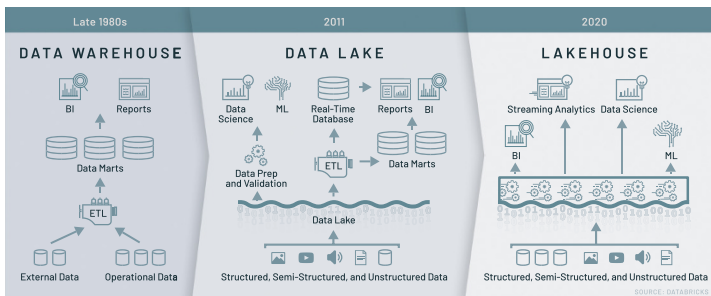 Late 1980s
DATA WAREHOUSE
BI
Reports
Data Marts
ETL
External Data
Operational Data
2011
DATA LAKE
Data
Science
ML
Real-Time
Database
Reports
BI
Data Prep
and Validation
ETL
Data Marts
Data Lake
Structured, Semi-Structured, and Unstructured Data
2020
LAKEHOUSE
Streaming Analytics
Data Science
BI
ML
Structured, Semi-Structured, and Unstructured Data
SOURCE: DATABRICKS